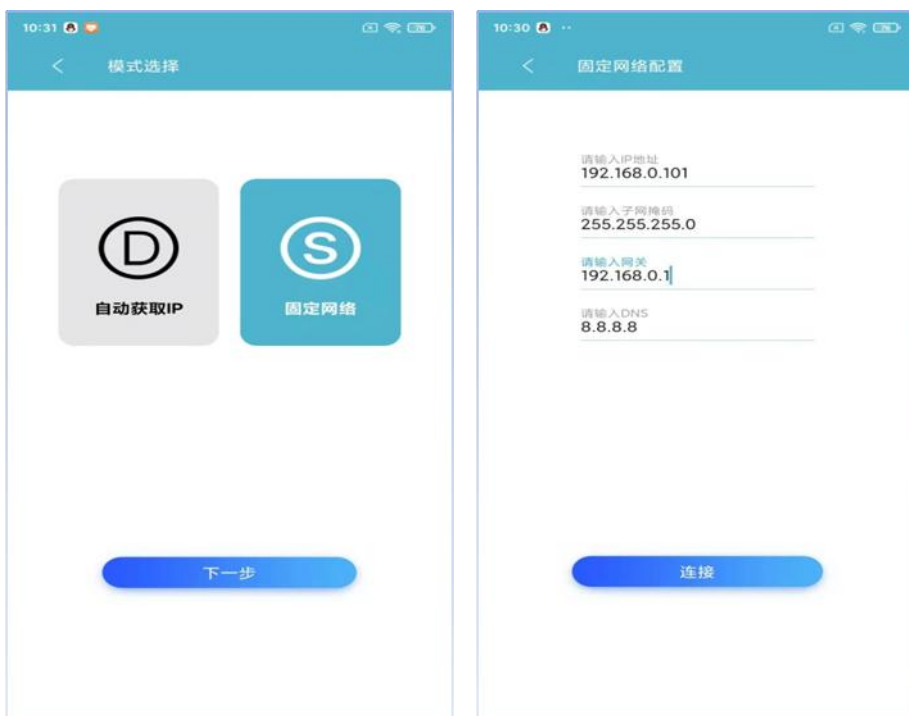 10:31
模式选择
D
自动获取IP
S
固定网络
下一步
10:30
固定网络配置
请输入IP地址
192.168.0.101
请输入子网掩码
255.255.255.0
请输入网关
192.168.0.1
请输入DNS
8.8.8.8
连接